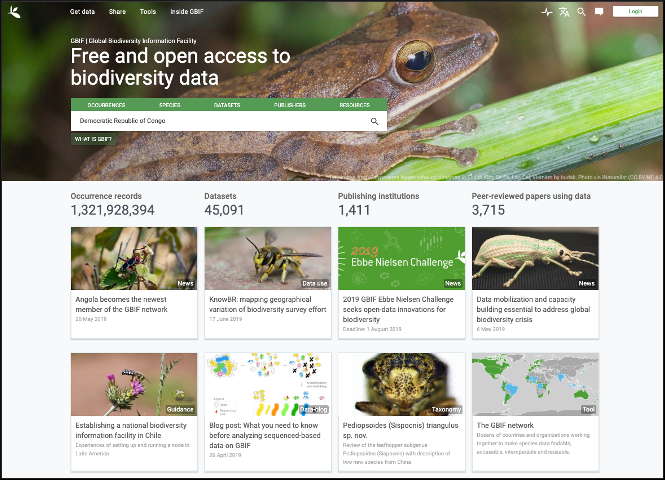 Get data
Share
Tools
Inside GBIF
Login
GBIF | Global Biodiversity Information Facility
Free and open access to
biodiversity data
OCCURRENCES
SPECIES
DATASETS
PUBLISHERS
RESOURCES
Democratic Republic of Congo
WHAT IS GBIF?
Vietnam by budak. Photo via iNaturalist (CC BY-NC 4.0)
Occurrence records
1,321,928,394
Datasets
45,091
Publishing institutions
1,411
Peer-reviewed papers using data
3,715
News
Angola becomes the newest
member of the GBIF network
20 May 2019
Data use
KnowBR: mapping geographical
variation of biodiversity survey effort
17 June 2019
2019
Ebbe Nielsen Challenge
News
2019 GBIF Ebbe Nielsen Challenge
seeks open-data innovations for
biodiversity
Deadline: 1 August 2019
News
Data mobilization and capacity
building essential to address global
biodiversity crisis
6 May 2019
Guidance
Establishing a national biodiversity
information facility in Chile
Experiences of setting up and running a node in
Latin America
Data blog
Blog post: What you need to know
before analyzing sequenced-based
data on GBIF
26 April 2019
Taxonomy
Pediopsoides (Sispocnis) triangulus
sp. nov.
Review of the leafhopper subgenus
Pediopsoides (Sispocnis) with description of
two new species from China
Tool
The GBIF network
Dozens of countries and organizations working
together to make species data findable,
accessible, interoperable and reusable.